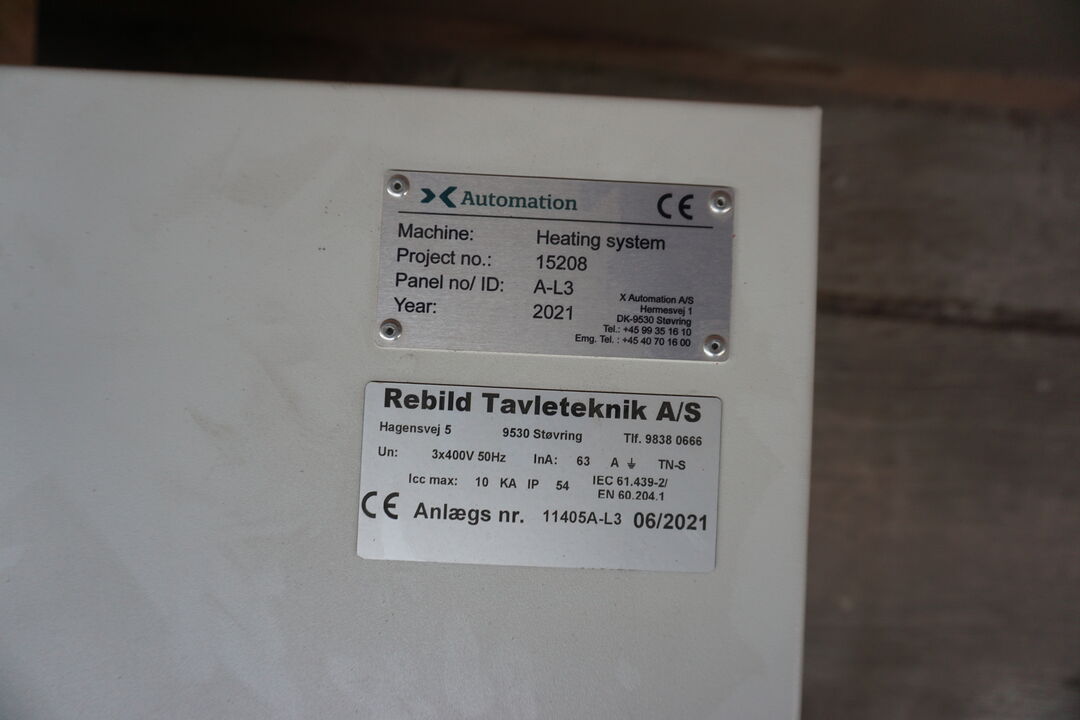 Automation CE
Machine: Heating system
Project no.: 15208
Panel no/ ID: A-L3
Year: 2021
X Automation A/S
Hermesvej 1
DK-9530 Støvring
Tel.: +45 99 35 16 10
Emg. Tel. : +45 40 70 16 00
Rebild Tavleteknik A/S
Hagensvej 5 9530 Støvring Tlf. 9838 0666
Un: 3x400V 50Hz InA: 63 A ⏚ TN-S
Icc max: 10 KA IP 54 IEC 61.439-2/
EN 60.204.1
CE Anlægs nr. 11405A-L3 06/2021